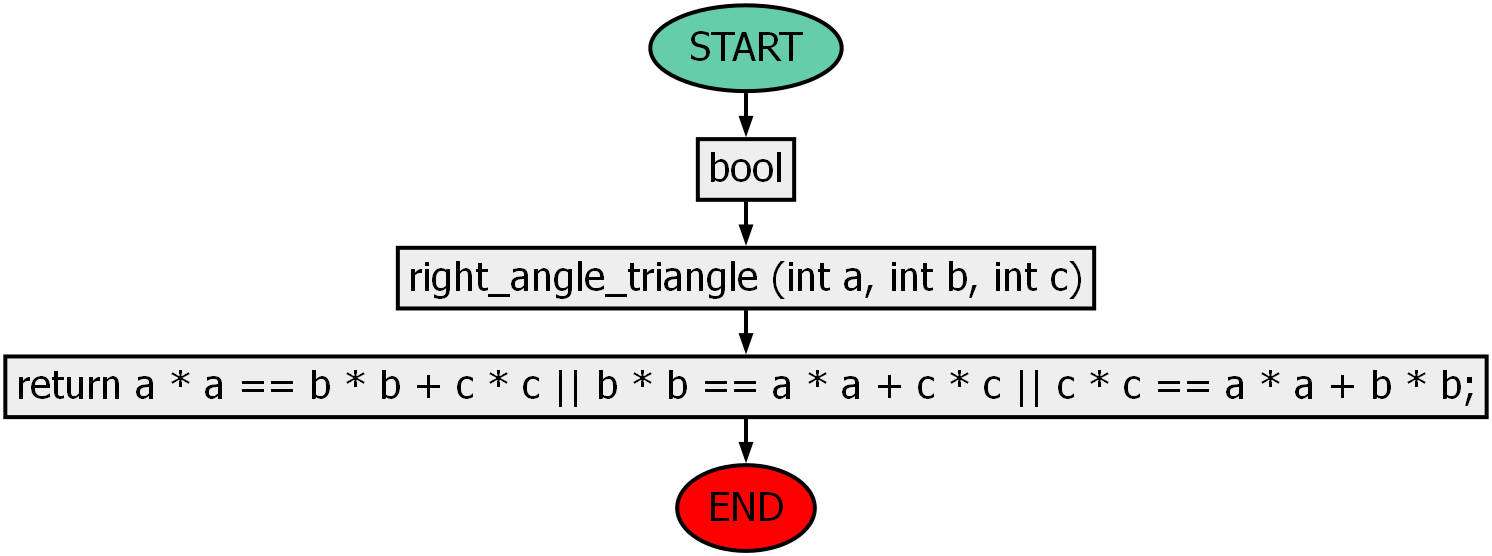 START
bool
right_angle_triangle (int a, int b, int c)
return a * a == b * b + c * c || b * b == a * a + c * c || c * c == a * a + b * b;
END